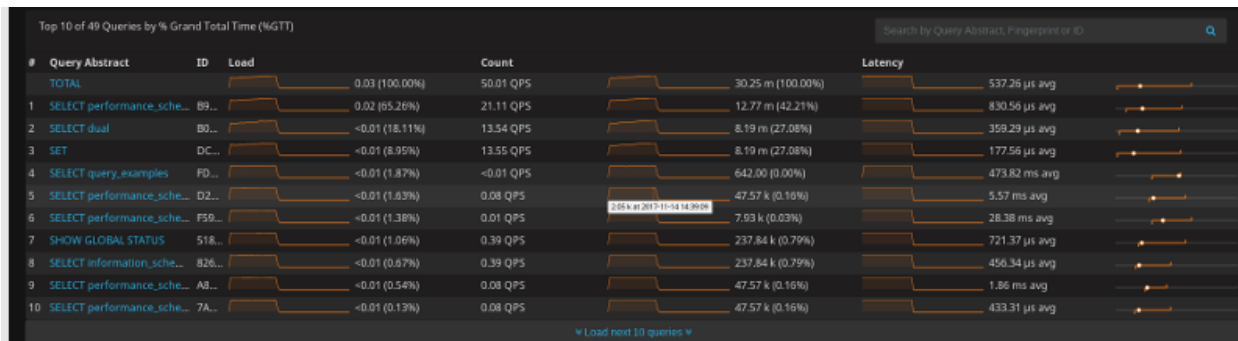 Top 10 of 49 Queries by % Grand Total Time (%GTT)
Search by Query Abstract, Fingerprint or ID
# Query Abstract ID Load Count Latency
TOTAL 0.03 (100.00%) 50.01 QPS 30.25 m (100.00%) 537.26 µs avg
1 SELECT performance_sche... B9... 0.02 (65.26%) 21.11 QPS 12.77 m (42.21%) 830.56 µs avg
2 SELECT dual B0... <0.01 (18.11%) 13.54 QPS 8.19 m (27.08%) 359.29 µs avg
3 SET DC... <0.01 (8.95%) 13.55 QPS 8.19 m (27.08%) 177.56 µs avg
4 SELECT query_examples FD... <0.01 (1.87%) <0.01 QPS 642.00 (0.00%) 473.82 ms avg
5 SELECT performance_sche... D2... <0.01 (1.63%) 0.08 QPS 47.57 k (0.16%) 5.57 ms avg
2.05 k at 2017-11-14 14:39:09
6 SELECT performance_sche... F59... <0.01 (1.38%) 0.01 QPS 7.93 k (0.03%) 28.38 ms avg
7 SHOW GLOBAL STATUS 518... <0.01 (1.06%) 0.39 QPS 237.84 k (0.79%) 721.37 µs avg
8 SELECT information_sche... 826... <0.01 (0.67%) 0.39 QPS 237.84 k (0.79%) 456.34 µs avg
9 SELECT performance_sche... A8... <0.01 (0.54%) 0.08 QPS 47.57 k (0.16%) 1.86 ms avg
10 SELECT performance_sche... 7A... <0.01 (0.13%) 0.08 QPS 47.57 k (0.16%) 433.31 µs avg
Load next 10 queries